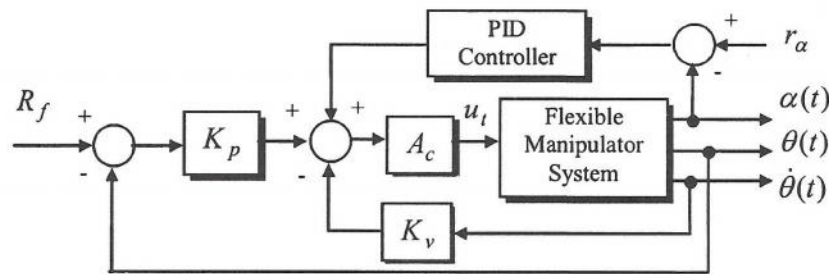 PID
Controller
+
r_α
-
R_f
+
-
K_p
+
+
-
A_c
u_t
Flexible
Manipulator
System
α(t)
θ(t)
θ̇(t)
K_v